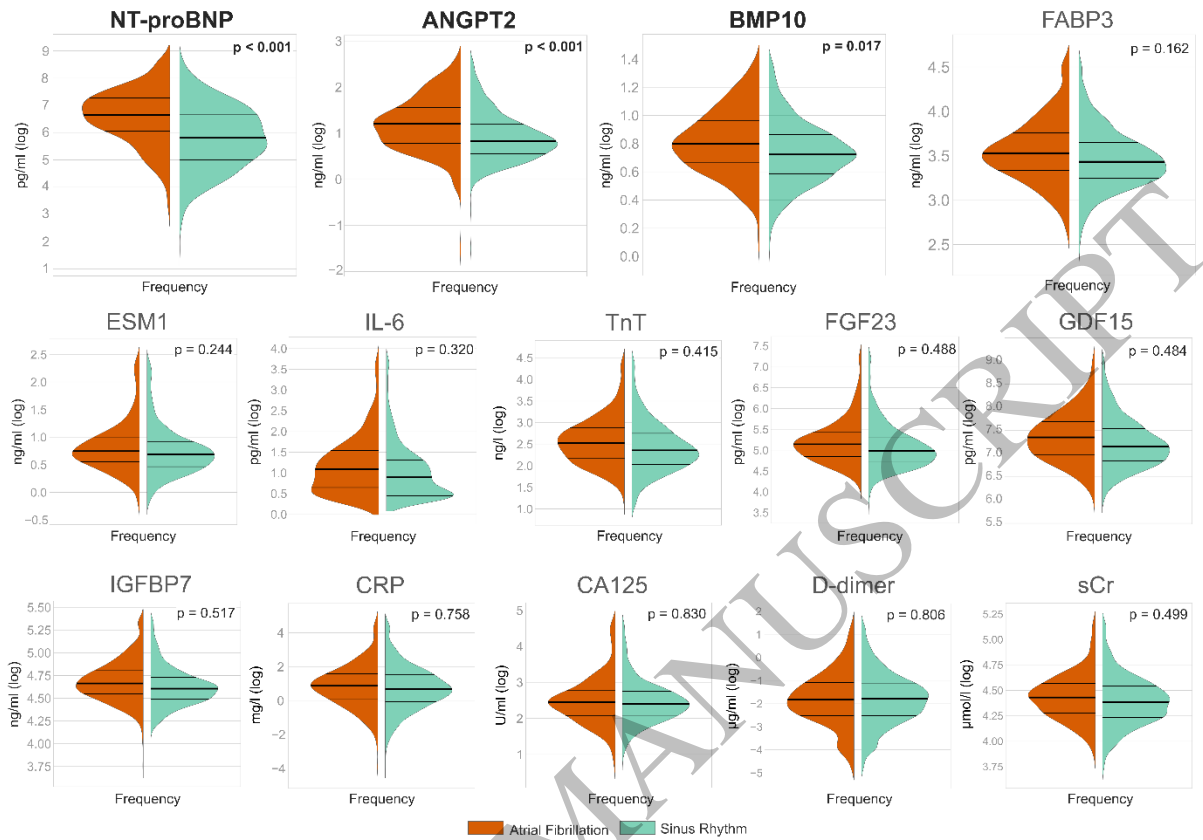 NT-proBNP
p < 0.001
pg/ml (log)
9
8
7
6
5
4
3
2
1
Frequency
ANGPT2
p < 0.001
ng/ml (log)
3
2
1
0
−1
−2
Frequency
BMP10
p = 0.017
ng/ml (log)
1.4
1.2
1.0
0.8
0.6
0.4
0.2
0.0
Frequency
FABP3
p = 0.162
ng/ml (log)
4.5
4.0
3.5
3.0
2.5
Frequency
ESM1
p = 0.244
ng/ml (log)
2.5
2.0
1.5
1.0
0.5
0.0
−0.5
Frequency
IL-6
p = 0.320
pg/ml (log)
4.0
3.5
3.0
2.5
2.0
1.5
1.0
0.5
0.0
Frequency
TnT
p = 0.415
ng/l (log)
4.5
4.0
3.5
3.0
2.5
2.0
1.5
1.0
Frequency
FGF23
p = 0.488
pg/ml (log)
7.5
7.0
6.5
6.0
5.5
5.0
4.5
4.0
3.5
Frequency
GDF15
p = 0.484
pg/ml (log)
9.0
8.5
8.0
7.5
7.0
6.5
6.0
5.5
Frequency
IGFBP7
p = 0.517
ng/ml (log)
5.50
5.25
5.00
4.75
4.50
4.25
4.00
3.75
Frequency
CRP
p = 0.758
mg/l (log)
4
2
0
−2
−4
Frequency
CA125
p = 0.830
U/ml (log)
5
4
3
2
1
Frequency
D-dimer
p = 0.806
µg/ml (log)
2
1
0
−1
−2
−3
−4
−5
Frequency
sCr
p = 0.499
µmol/l (log)
5.25
5.00
4.75
4.50
4.25
4.00
3.75
Frequency
Atrial Fibrillation
Sinus Rhythm
MANUSCRIPT